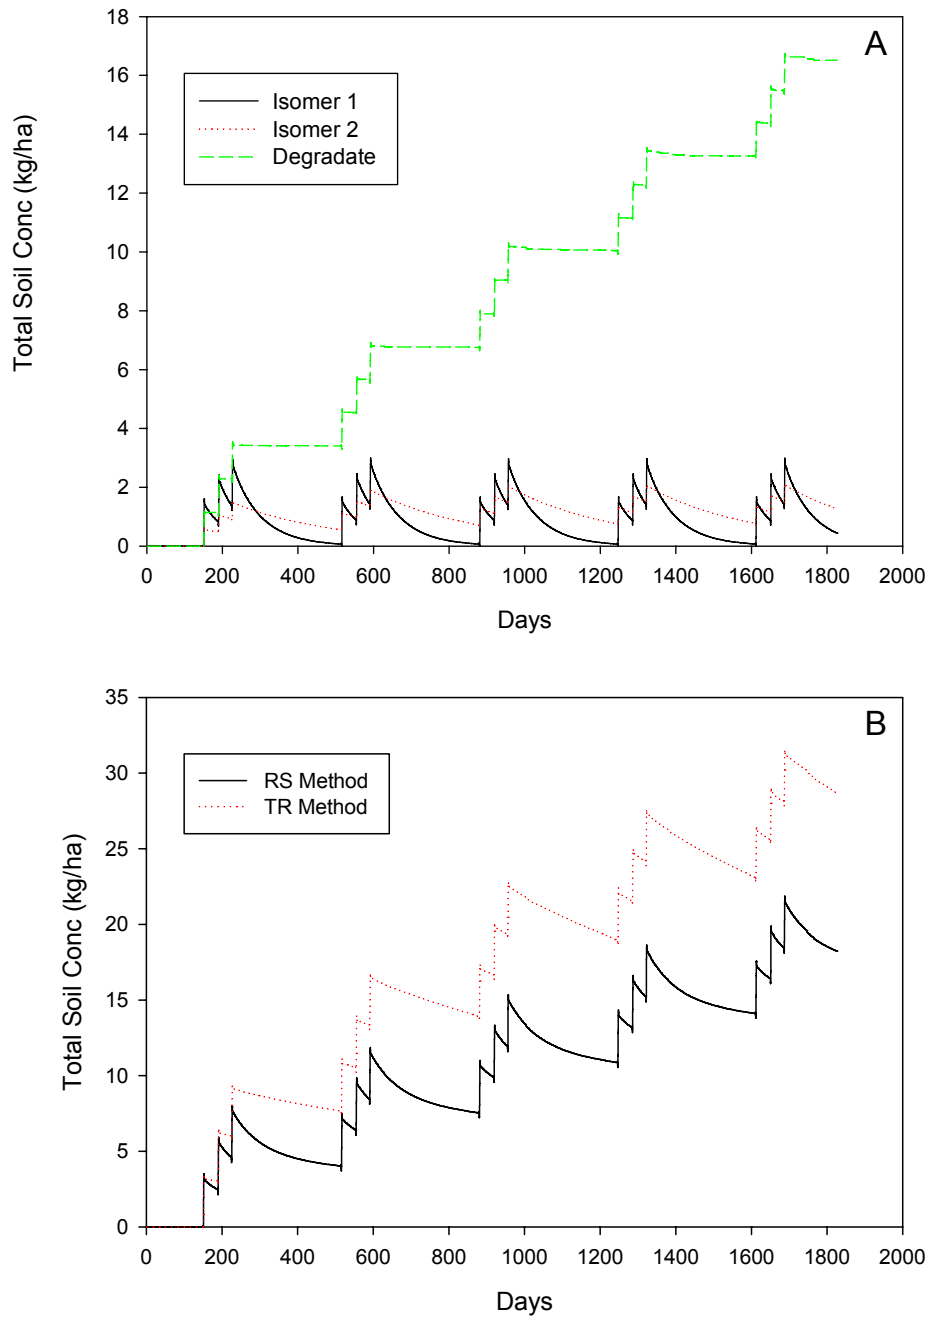 A
Isomer 1
Isomer 2
Degradate
Total Soil Conc (kg/ha)
18
16
14
12
10
8
6
4
2
0
0 200 400 600 800 1000 1200 1400 1600 1800 2000
Days
B
RS Method
TR Method
Total Soil Conc (kg/ha)
35
30
25
20
15
10
5
0
0 200 400 600 800 1000 1200 1400 1600 1800 2000
Days